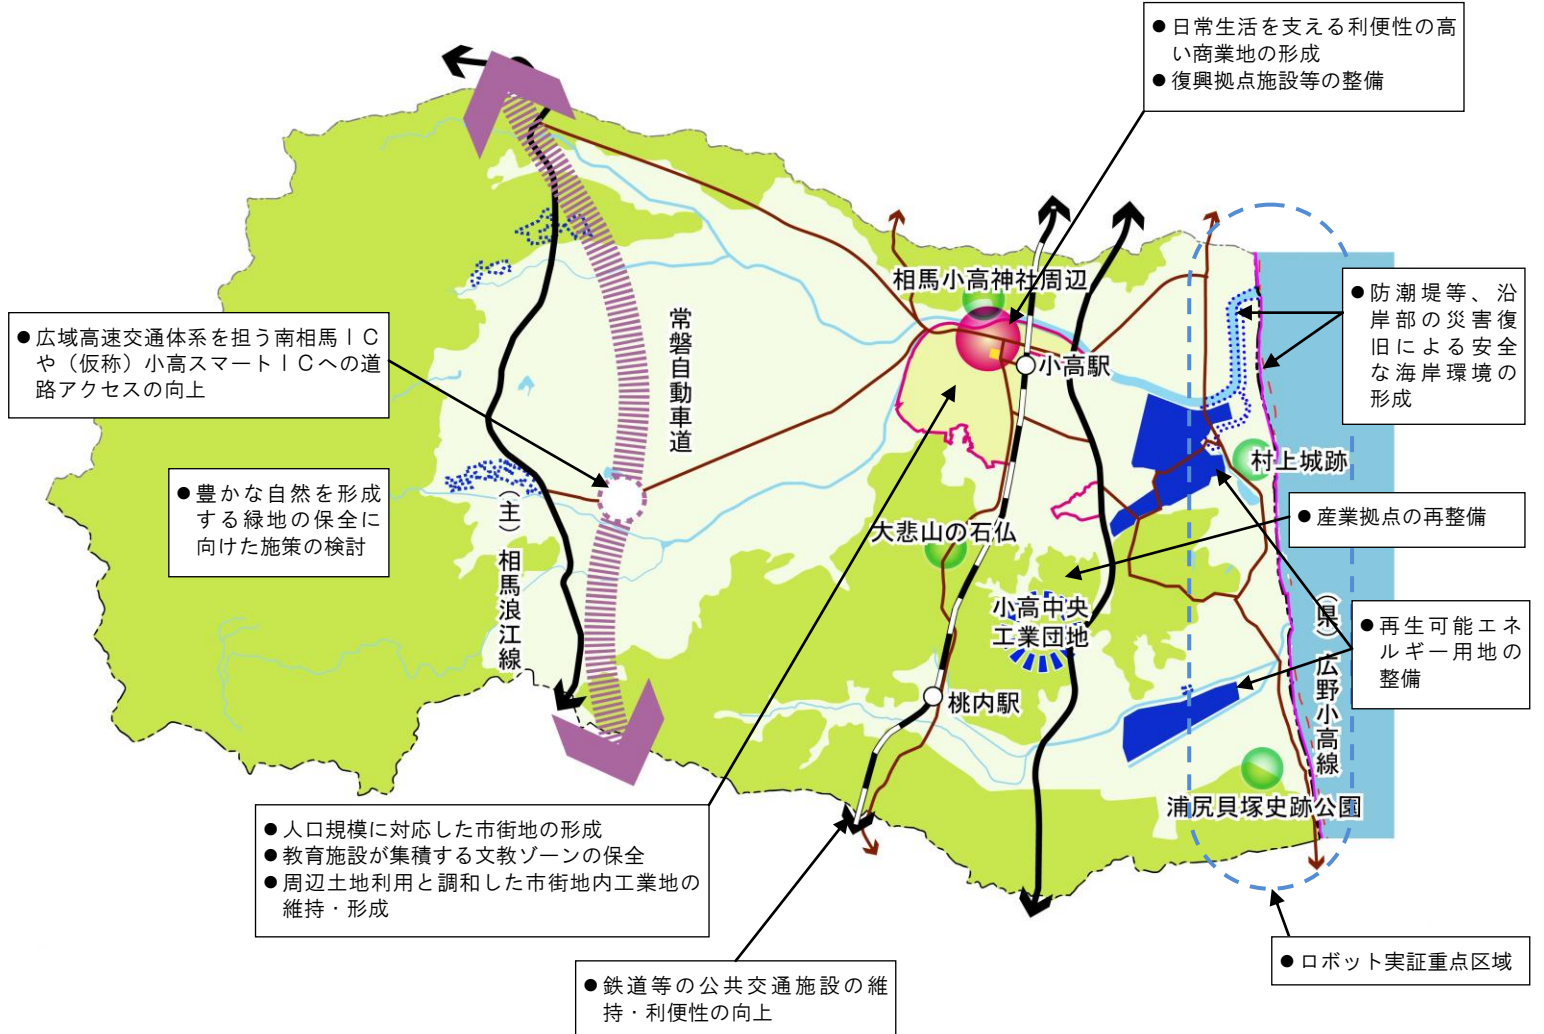 ●日常生活を支える利便性の高
い商業地の形成
●復興拠点施設等の整備
相馬小高神社周辺
小高駅
常磐自動車道
●防潮堤等、沿
岸部の災害復
旧による安全
な海岸環境の
形成
●広域高速交通体系を担う南相馬ＩＣ
や（仮称）小高スマートＩＣへの道
路アクセスの向上
村上城跡
●豊かな自然を形成
する緑地の保全に
向けた施策の検討
（主）相馬浪江線
大悲山の石仏
●産業拠点の再整備
小高中央
工業団地
（県）広野小高線
●再生可能エネ
ルギー用地の
整備
桃内駅
浦尻貝塚史跡公園
●人口規模に対応した市街地の形成
●教育施設が集積する文教ゾーンの保全
●周辺土地利用と調和した市街地内工業地の
維持・形成
●ロボット実証重点区域
●鉄道等の公共交通施設の維
持・利便性の向上